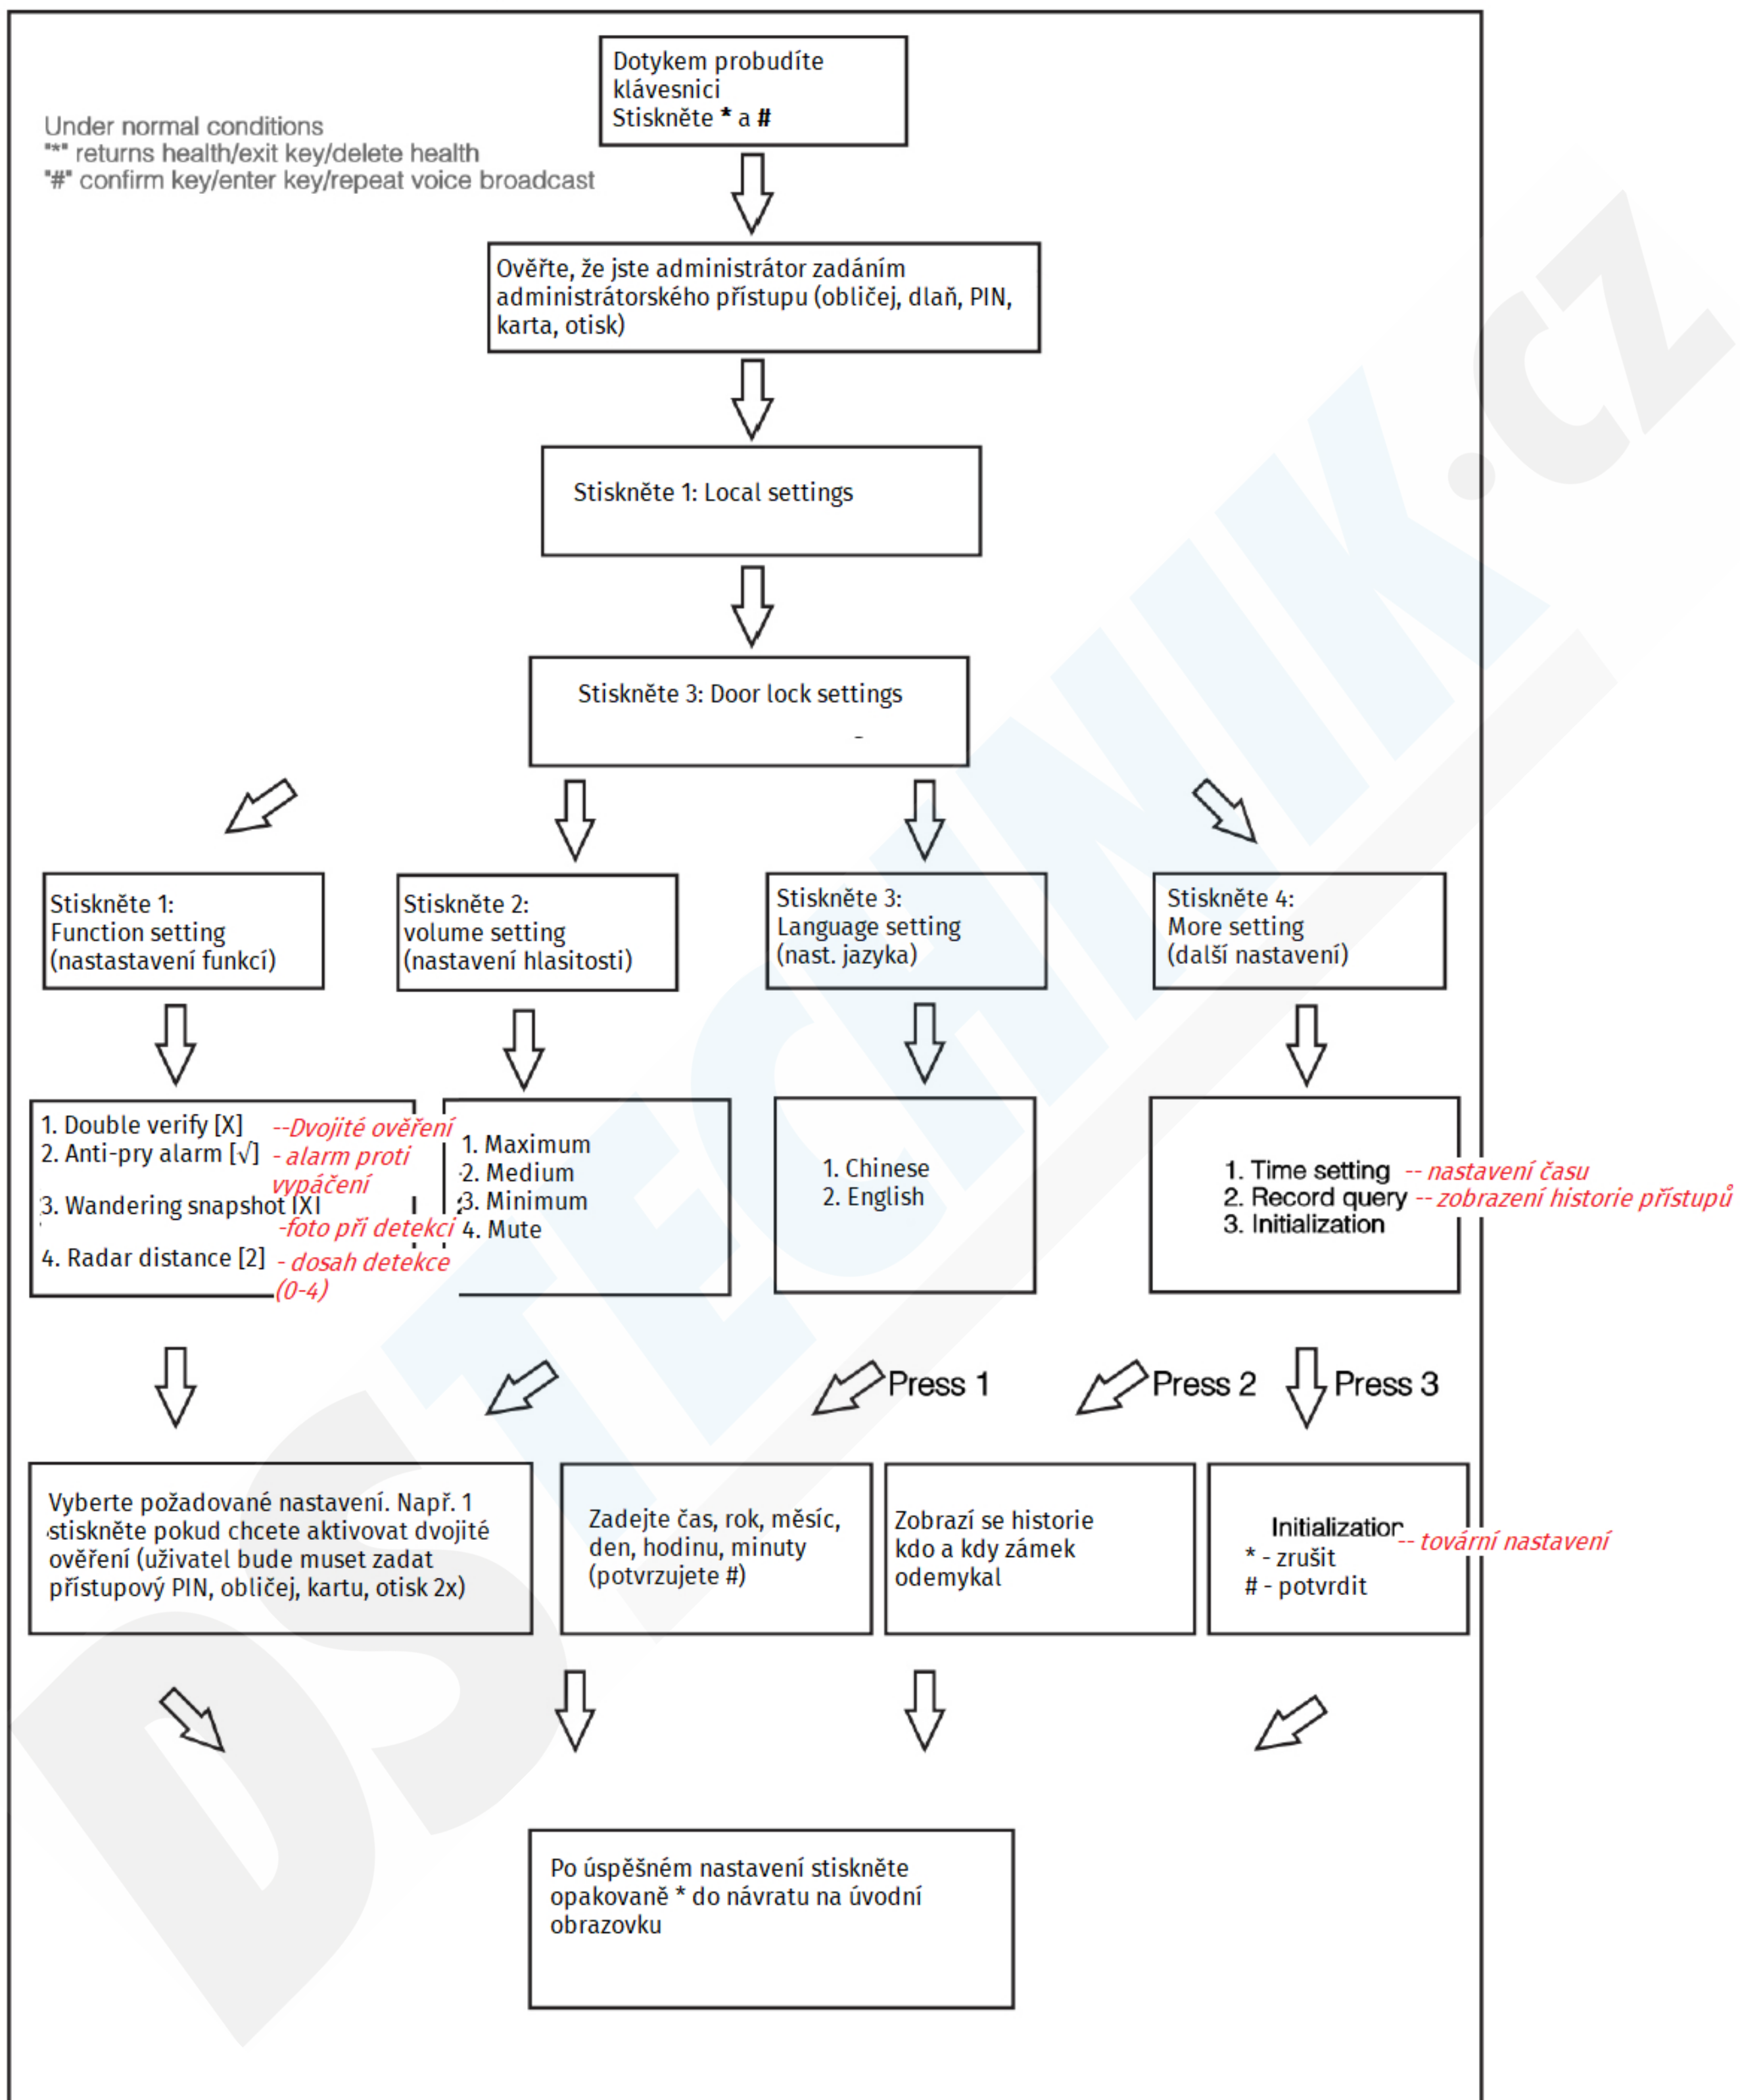 Dotykem probudíte
klávesnici
Stiskněte * a #
Under normal conditions
"*" returns health/exit key/delete health
"#" confirm key/enter key/repeat voice broadcast
Ověřte, že jste administrátor zadáním
administrátorského přístupu (obličej, dlaň, PIN,
karta, otisk)
Stiskněte 1: Local settings
Stiskněte 3: Door lock settings
-
Stiskněte 1:
Function setting
(nastastavení funkcí)
Stiskněte 2:
volume setting
(nastavení hlasitosti)
Stiskněte 3:
Language setting
(nast. jazyka)
Stiskněte 4:
More setting
(další nastavení)
1. Double verify [X] --Dvojité ověření
2. Anti-pry alarm [√] - alarm proti
vypáčení
3. Wandering snapshot [X]
-foto při detekci
4. Radar distance [2] - dosah detekce
(0-4)
1. Maximum
2. Medium
3. Minimum
4. Mute
1. Chinese
2. English
1. Time setting -- nastavení času
2. Record query -- zobrazení historie přístupů
3. Initialization
Press 1
Press 2
Press 3
Vyberte požadované nastavení. Např. 1
stiskněte pokud chcete aktivovat dvojité
ověření (uživatel bude muset zadat
přístupový PIN, obličej, kartu, otisk 2x)
Zadejte čas, rok, měsíc,
den, hodinu, minuty
(potvrzujete #)
Zobrazí se historie
kdo a kdy zámek
odemykal
Initialization -- tovární nastavení
* - zrušit
# - potvrdit
Po úspěšném nastavení stiskněte
opakovaně * do návratu na úvodní
obrazovku
DSTECHNIK.cz